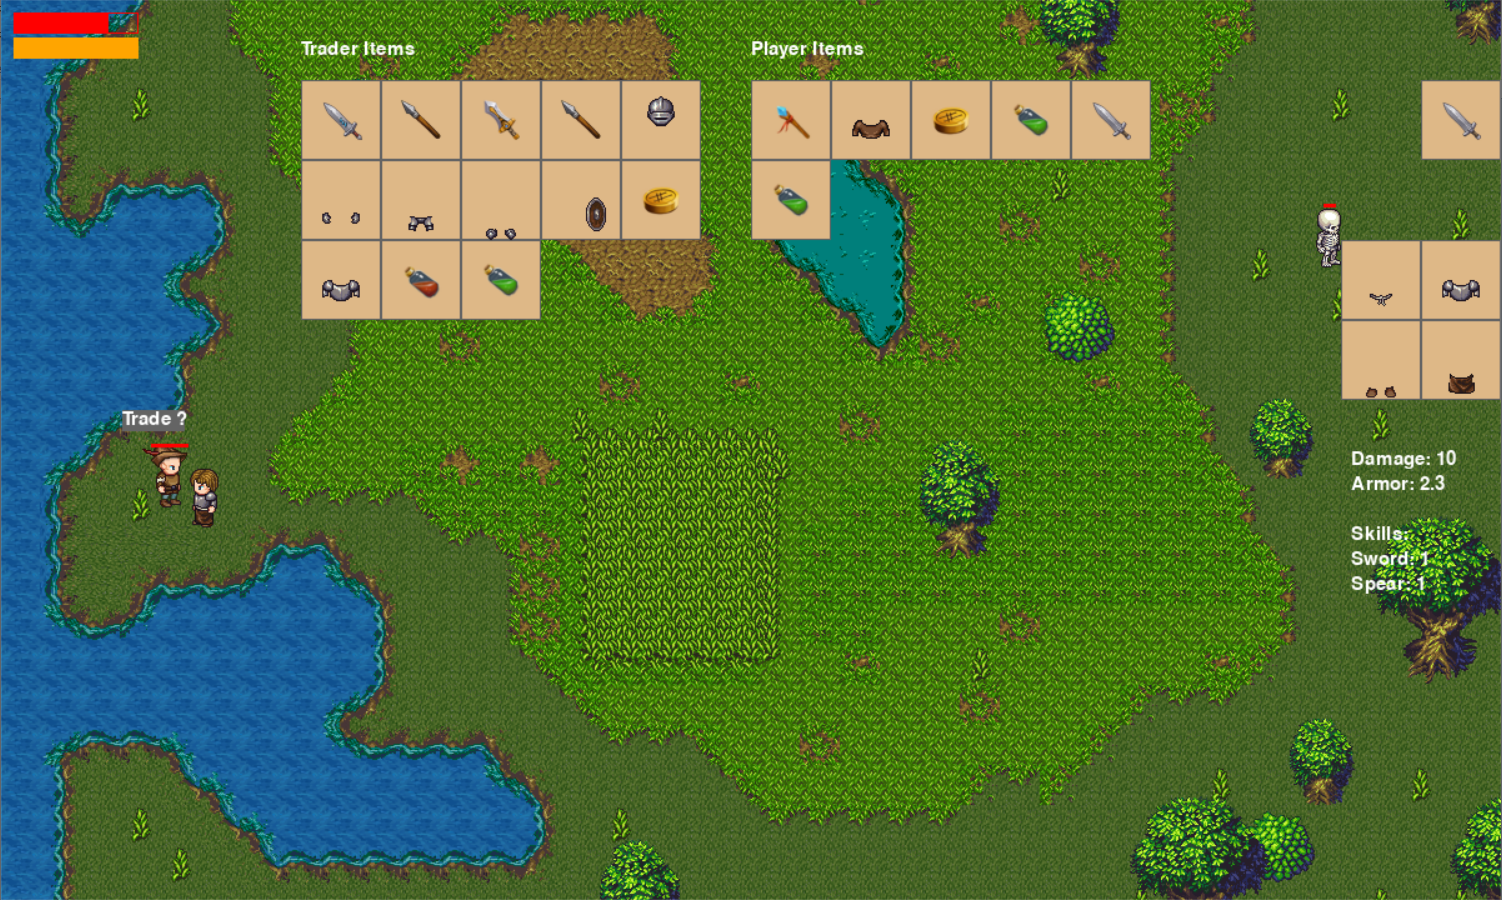 Trader Items
Player Items
Trade ?
Damage: 10
Armor: 2.3
Skills:
Sword: 1
Spear: 1